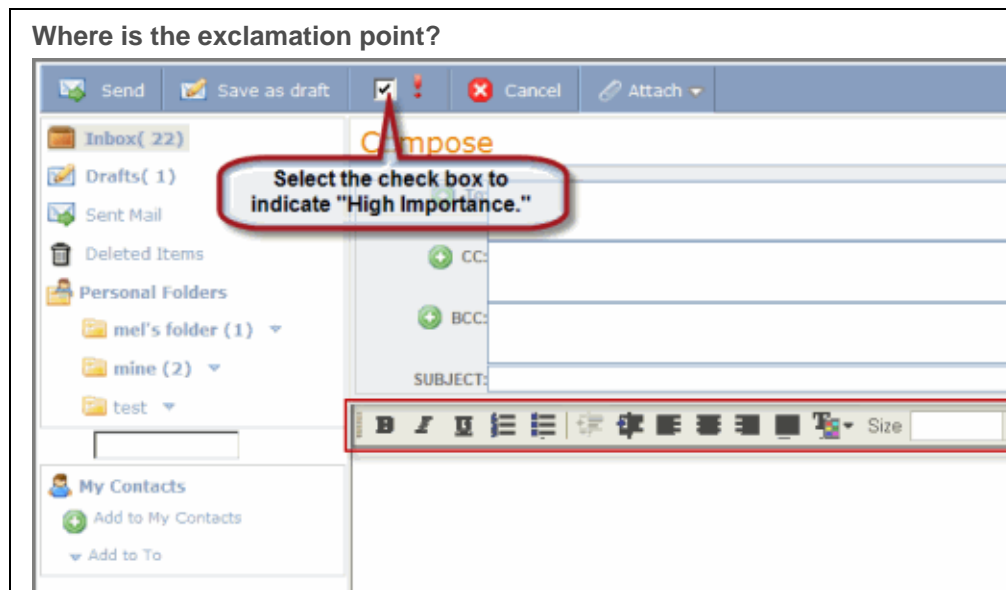 Where is the exclamation point?
Send Save as draft ! Cancel Attach
Inbox( 22)
Drafts( 1)
Sent Mail
Deleted Items
Personal Folders
mel's folder (1)
mine (2)
test
My Contacts
Add to My Contacts
Add to To
Compose
Select the check box to
indicate "High Importance."
To:
CC:
BCC:
SUBJECT:
B I U Size